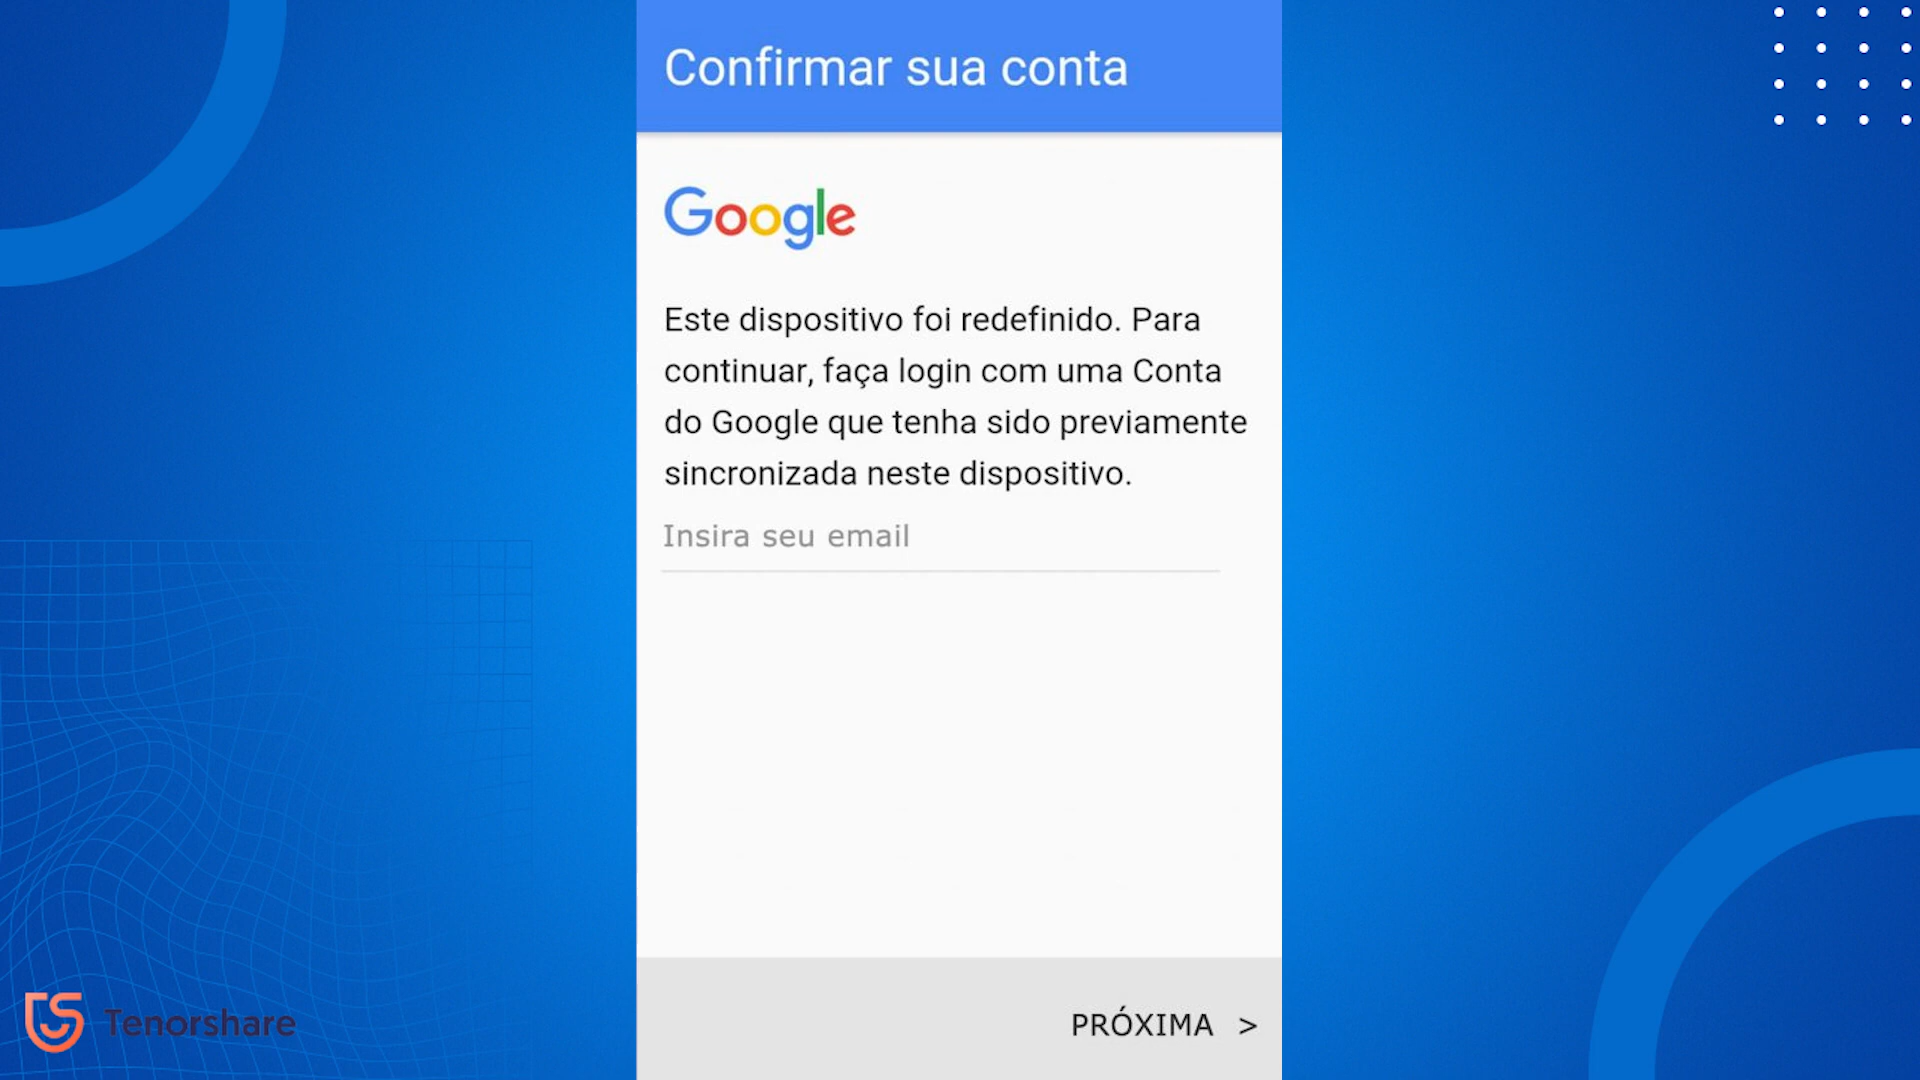 Confirmar sua conta
Google
Este dispositivo foi redefinido. Para
continuar, faça login com uma Conta
do Google que tenha sido previamente
sincronizada neste dispositivo.
Insira seu email
PRÓXIMA >
Tenorshare